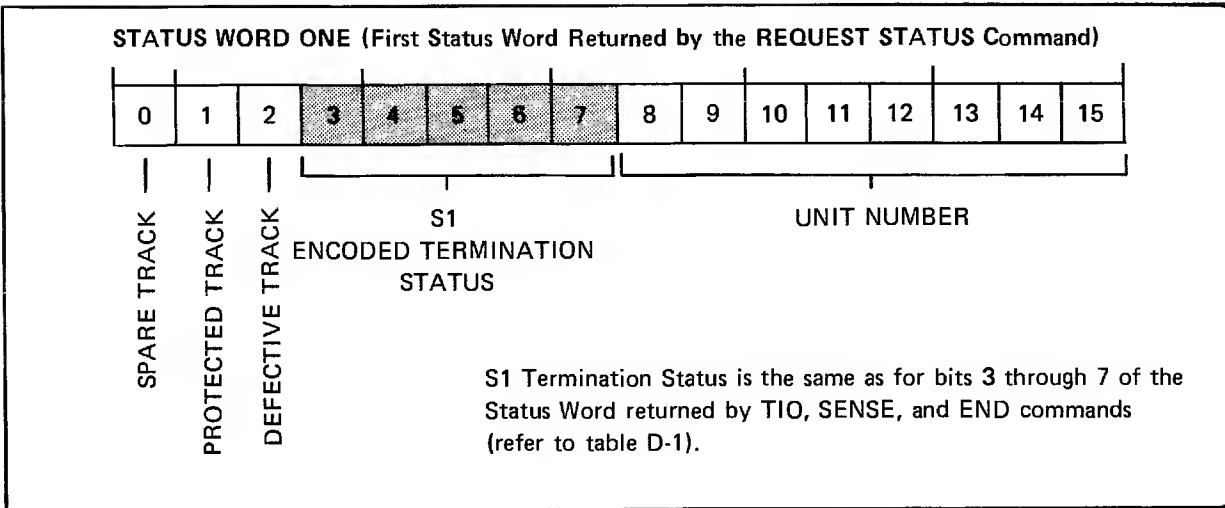 STATUS WORD ONE (First Status Word Returned by the REQUEST STATUS Command)
0 1 2 3 4 5 6 7 8 9 10 11 12 13 14 15
SPARE TRACK
PROTECTED TRACK
DEFECTIVE TRACK
S1
ENCODED TERMINATION
STATUS
UNIT NUMBER
S1 Termination Status is the same as for bits 3 through 7 of the
Status Word returned by TIO, SENSE, and END commands
(refer to table D-1).